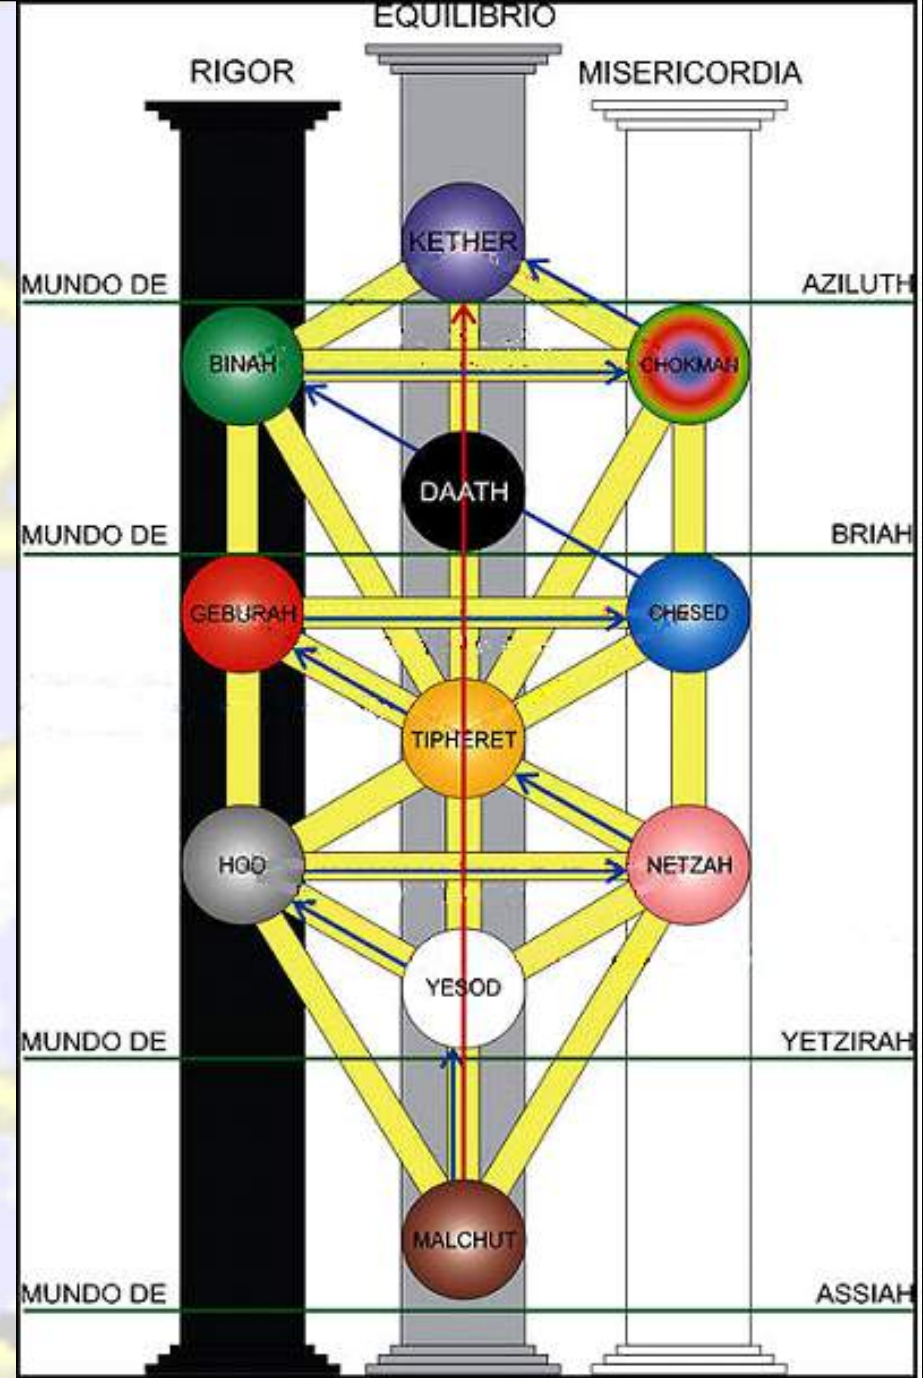 EQUILIBRIO
RIGOR
MISERICORDIA
KETHER
MUNDO DE AZILUTH
BINAH
CHOKMAH
DAATH
MUNDO DE BRIAH
GEBURAH
CHESED
TIPHERET
HOD
NETZAH
YESOD
MUNDO DE YETZIRAH
MALCHUT
MUNDO DE ASSIAH